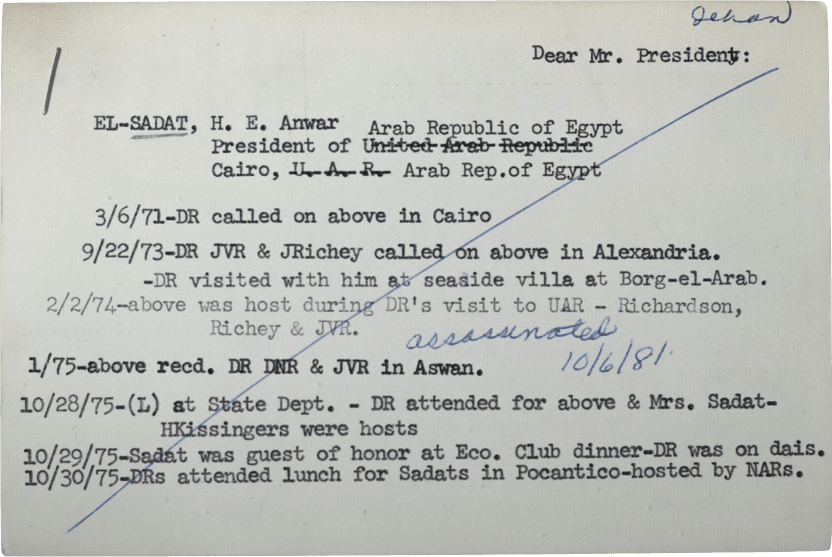 Jehan
Dear Mr. President:
EL-SADAT, H. E. Anwar Arab Republic of Egypt
President of United Arab Republic
Cairo, U. A. R. Arab Rep.of Egypt
3/6/71-DR called on above in Cairo
9/22/73-DR JVR & JRichey called on above in Alexandria.
-DR visited with him at seaside villa at Borg-el-Arab.
2/2/74-above was host during DR's visit to UAR - Richardson,
Richey & JVR.
assassinated
10/6/81.
1/75-above recd. DR DNR & JVR in Aswan.
10/28/75-(L) at State Dept. - DR attended for above & Mrs. Sadat-
HKissingers were hosts
10/29/75-Sadat was guest of honor at Eco. Club dinner-DR was on dais.
10/30/75-DRs attended lunch for Sadats in Pocantico-hosted by NARs.